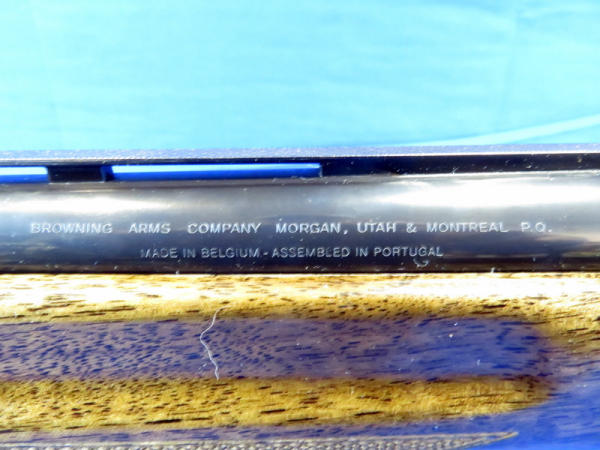 BROWNING ARMS COMPANY MORGAN, UTAH & MONTREAL P.Q.
MADE IN BELGIUM - ASSEMBLED IN PORTUGAL